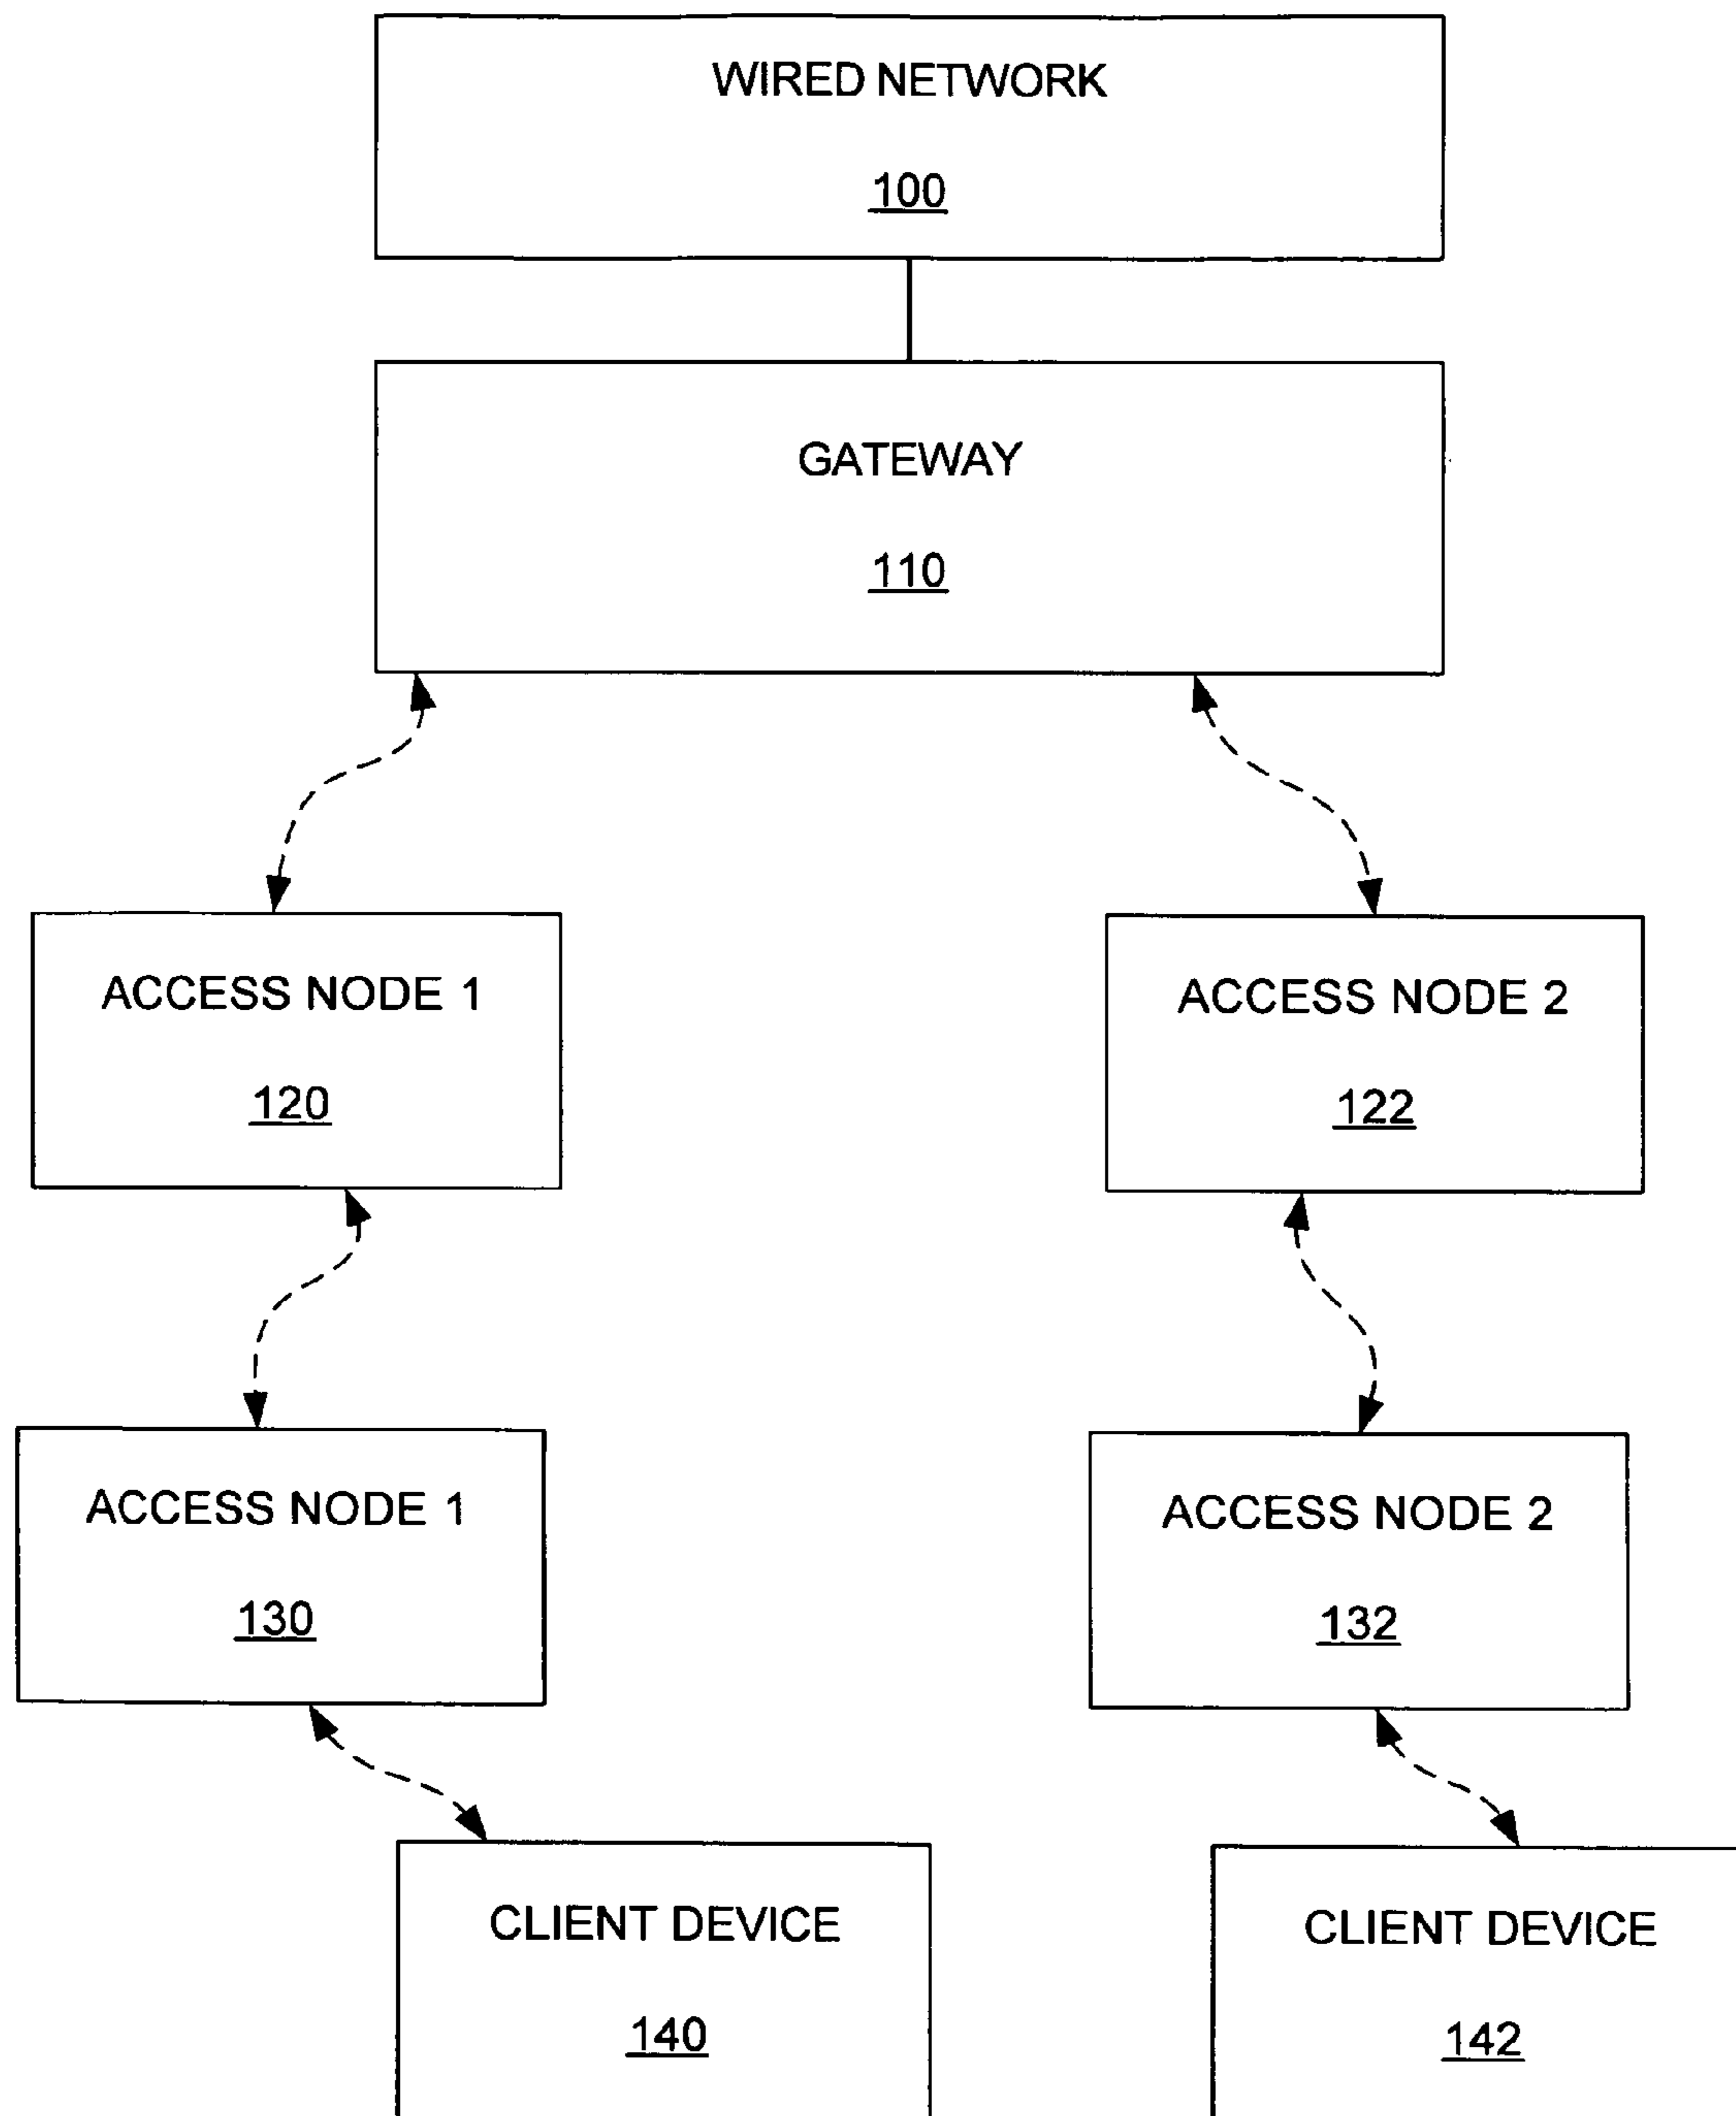 WIRED NETWORK
100
GATEWAY
110
ACCESS NODE 1
120
ACCESS NODE 2
122
ACCESS NODE 1
130
ACCESS NODE 2
132
CLIENT DEVICE
140
CLIENT DEVICE
142